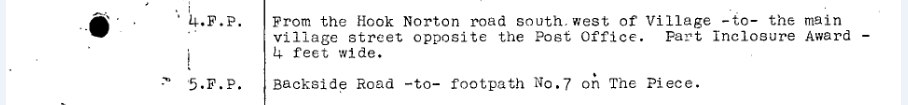 4.F.P. From the Hook Norton road south.west of Village -to- the main
village street opposite the Post Office. Part Inclosure Award -
4 feet wide.
5.F.P. Backside Road -to- footpath No.7 on The Piece.